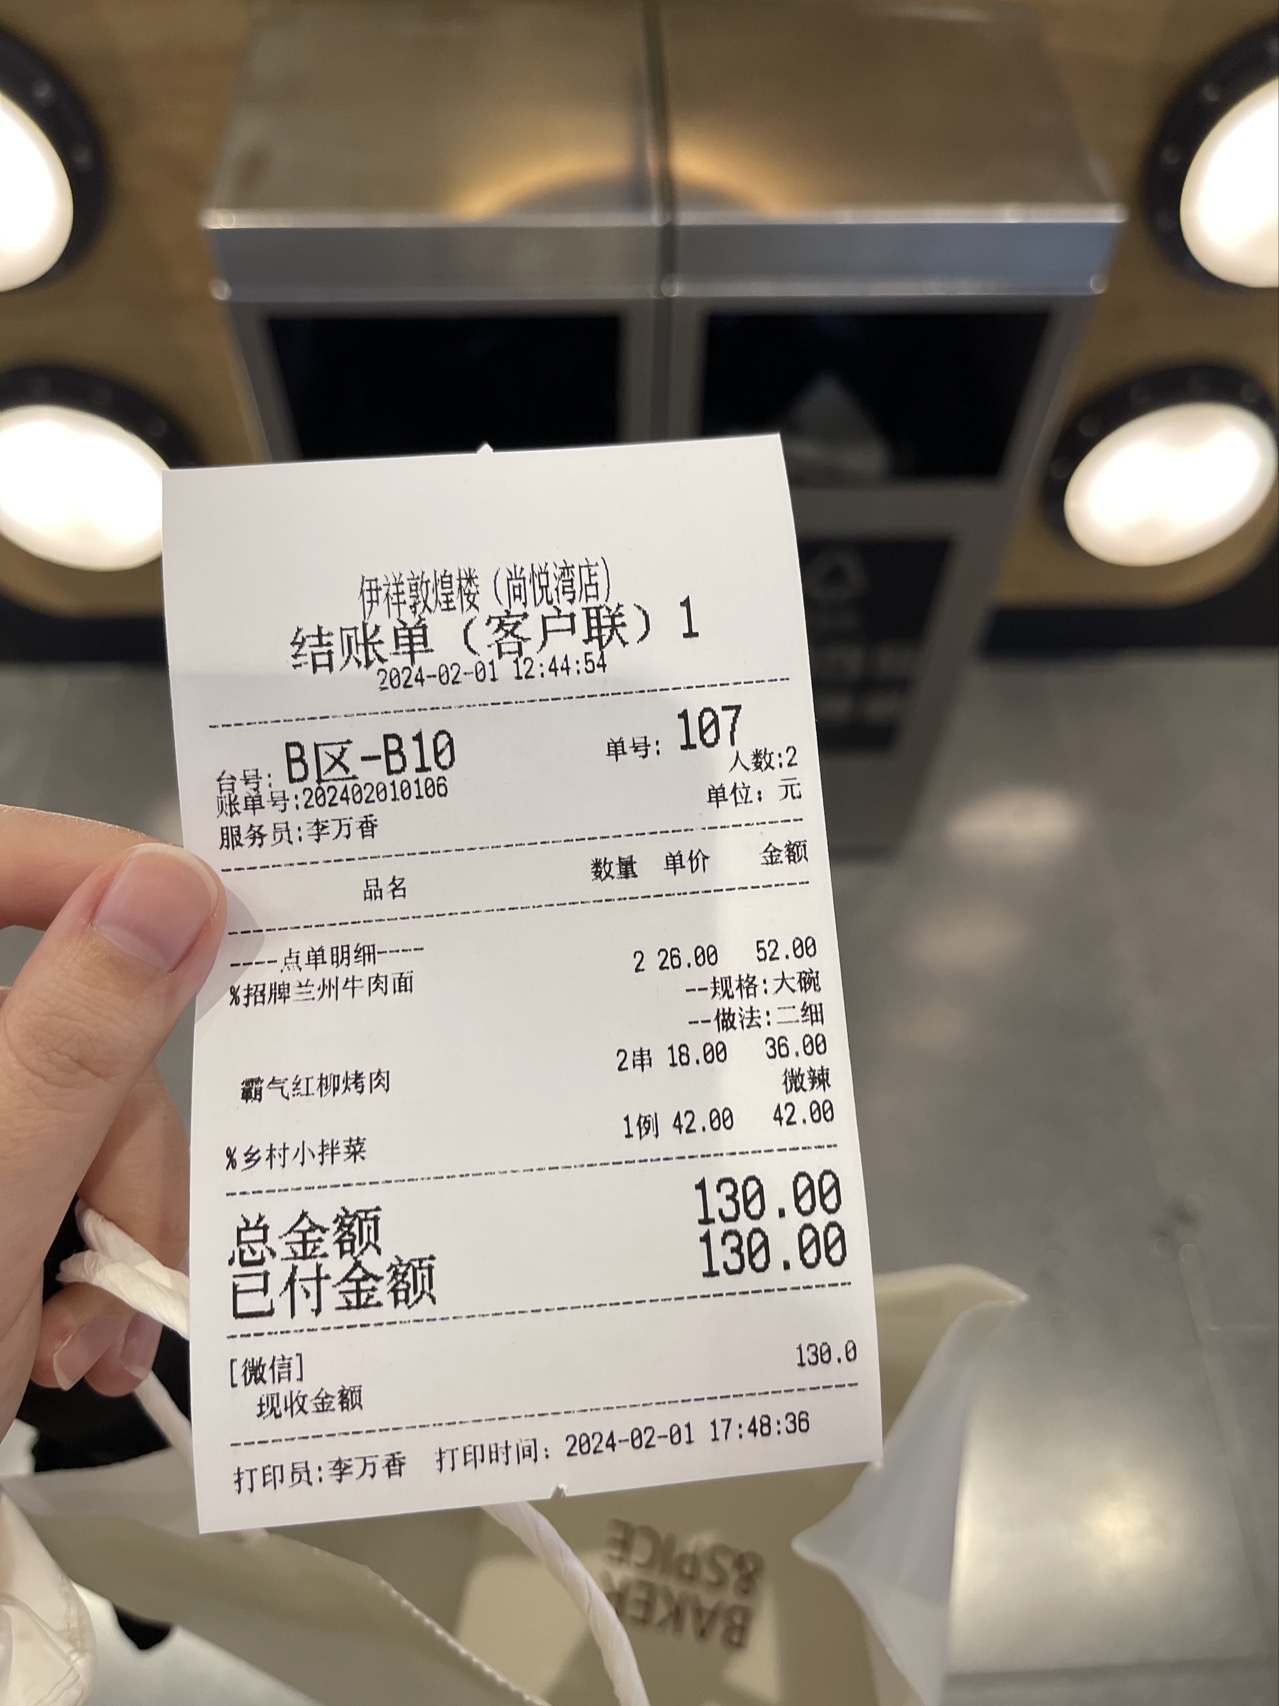 伊祥敦煌楼（尚悦湾店）
结账单（客户联）1
2024-02-01 12:44:54
台号: B区-B10 单号: 107
人数:2
账单号:202402010106
单位: 元
服务员:李万香
品名 数量 单价 金额
----点单明细----
%招牌兰州牛肉面 2 26.00 52.00
--规格:大碗
--做法:二细
霸气红柳烤肉 2串 18.00 36.00
微辣
%乡村小拌菜 1例 42.00 42.00
总金额 130.00
已付金额 130.00
[微信]
现收金额 130.0
打印员:李万香 打印时间: 2024-02-01 17:48:36
BAKER
&SPICE